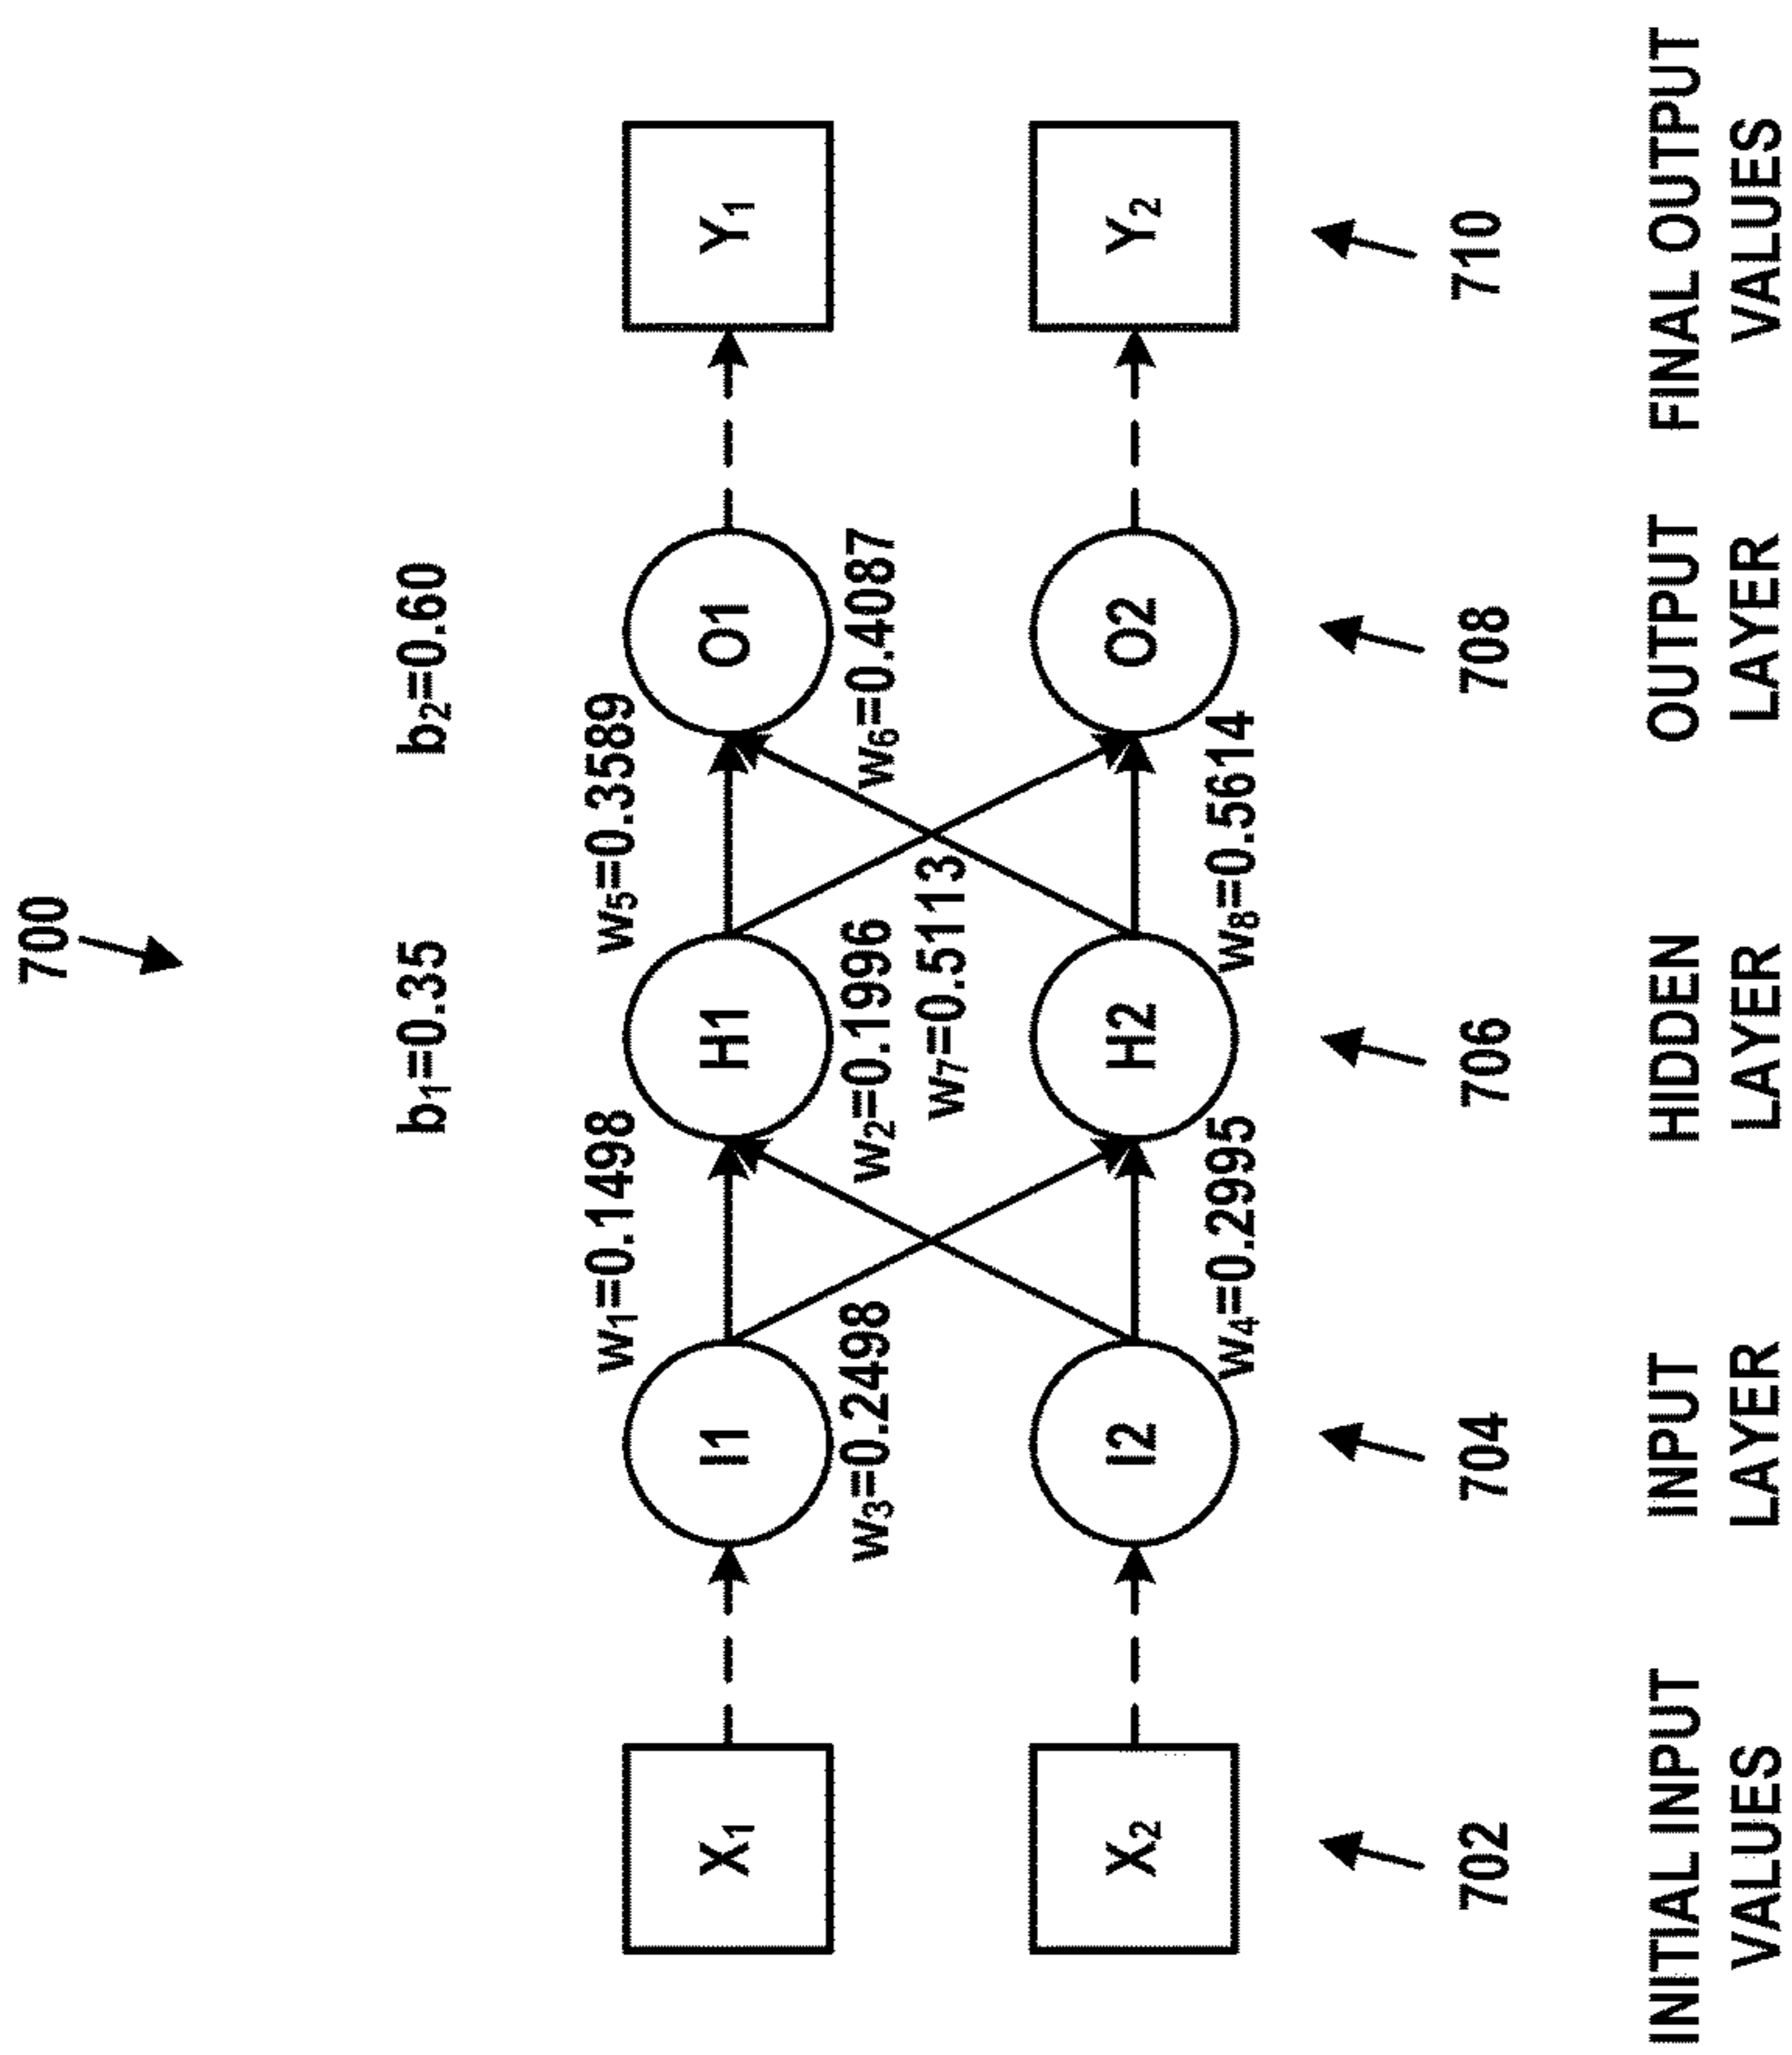 700
b₁=0.35
b₂=0.60
w₁=0.1498
w₅=0.3589
X₁
I1
H1
O1
Y₁
w₃=0.2498
w₂=0.1996
w₆=0.4087
w₇=0.5113
X₂
I2
H2
O2
Y₂
w₄=0.2995
w₈=0.5614
702
704
706
708
710
INITIAL INPUT
VALUES
INPUT
LAYER
HIDDEN
LAYER
OUTPUT
LAYER
FINAL OUTPUT
VALUES